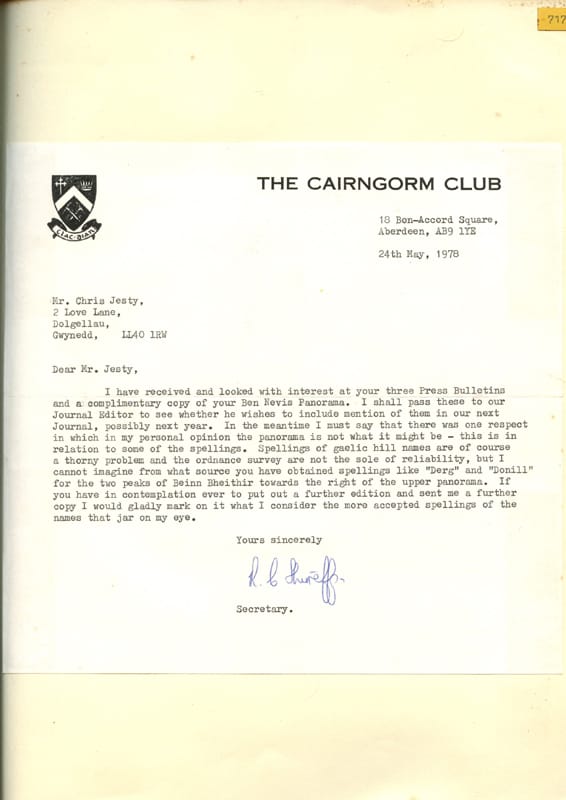 717
THE CAIRNGORM CLUB
18 Bon-Accord Square,
Aberdeen, AB9 1YE
24th May, 1978
Mr. Chris Jesty,
2 Love Lane,
Dolgellau,
Gwynedd,    LL40 1RW
Dear Mr. Jesty,
I have received and looked with interest at your three Press Bulletins
and a complimentary copy of your Ben Nevis Panorama.  I shall pass these to our
Journal Editor to see whether he wishes to include mention of them in our next
Journal, possibly next year.  In the meantime I must say that there was one respect
in which in my personal opinion the panorama is not what it might be - this is in
relation to some of the spellings.  Spellings of gaelic hill names are of course
a thorny problem and the ordnance survey are not the sole of reliability, but I
cannot imagine from what source you have obtained spellings like "Derg" and "Donill"
for the two peaks of Beinn Bheithir towards the right of the upper panorama.  If
you have in contemplation ever to put out a further edition and sent me a further
copy I would gladly mark on it what I consider the more accepted spellings of the
names that jar on my eye.
Yours sincerely
Secretary.